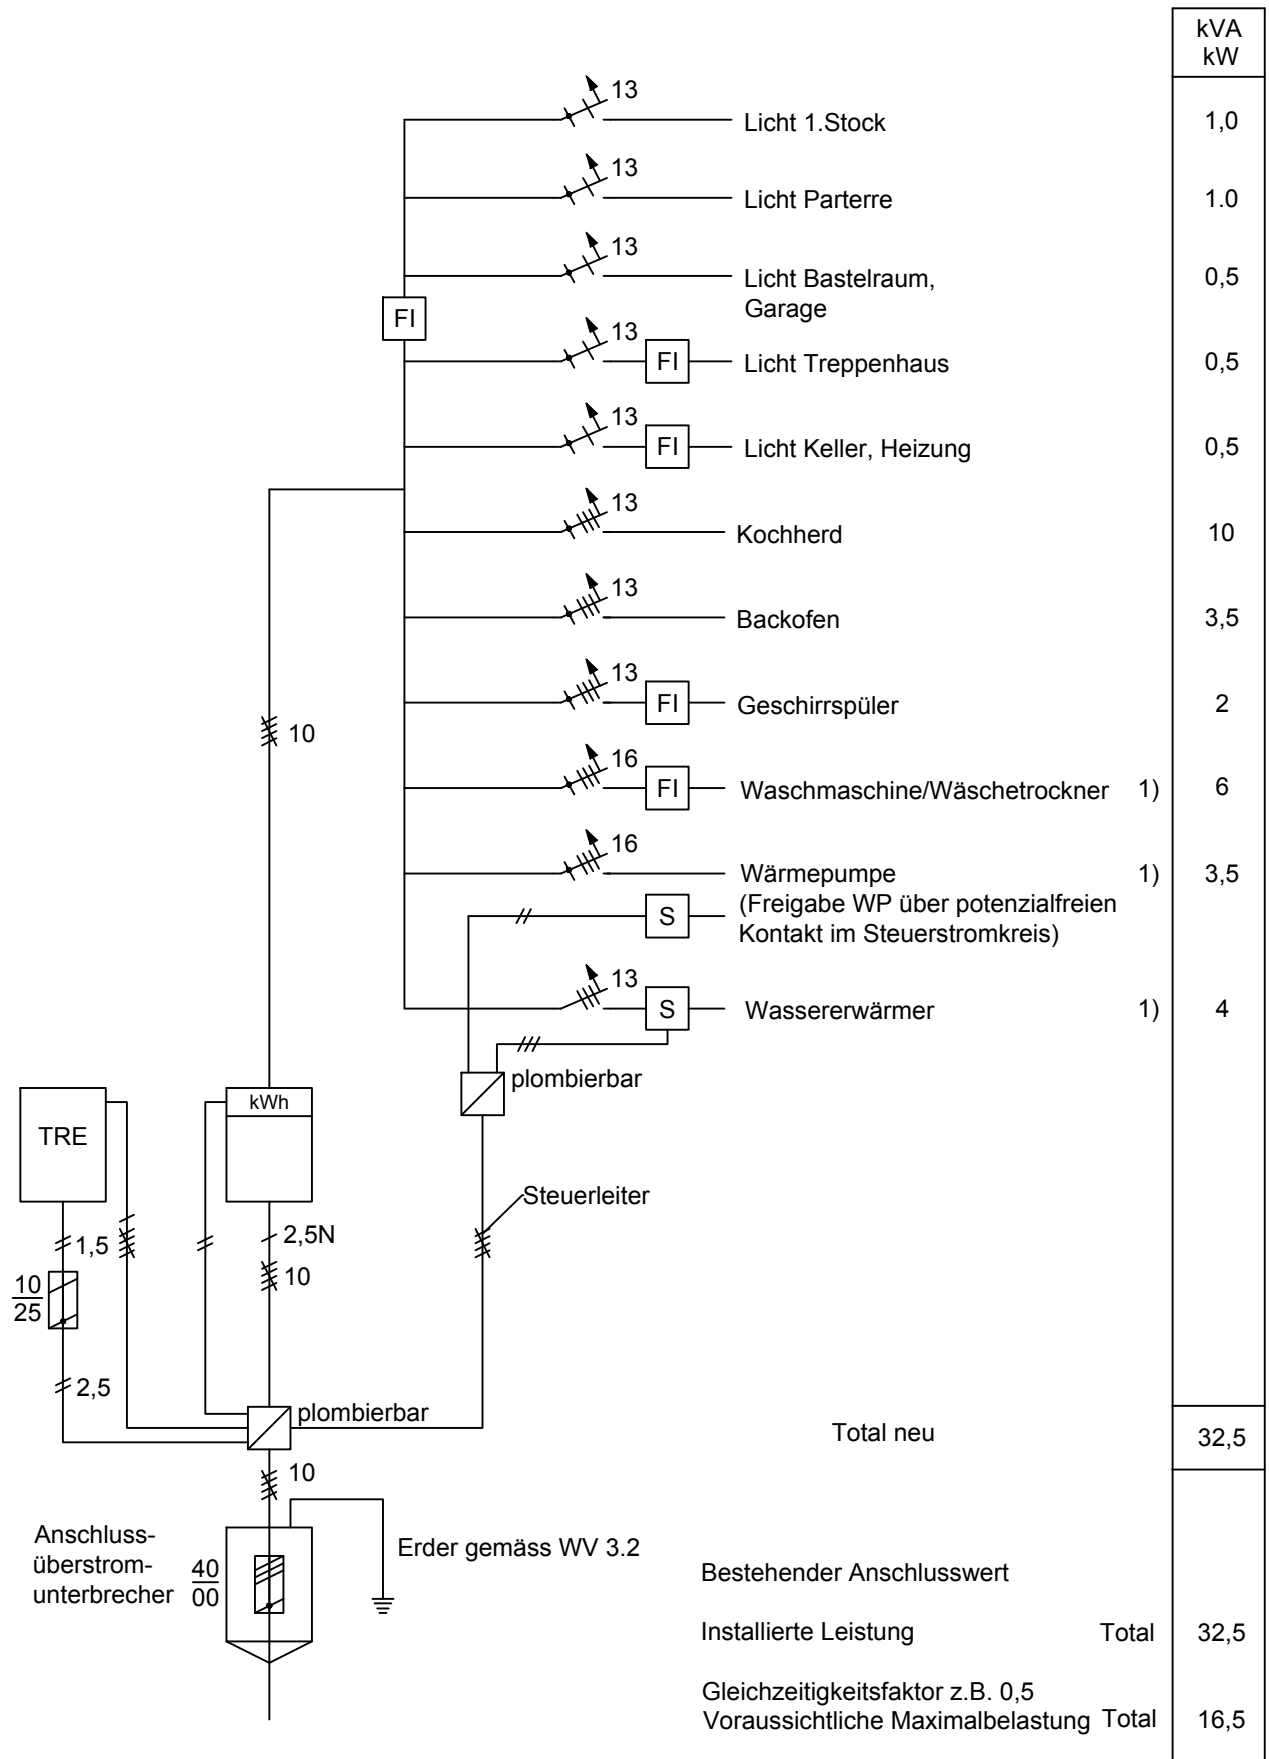 kVA
kW
13
Licht 1.Stock
1,0
13
Licht Parterre
1.0
13
Licht Bastelraum,
Garage
0,5
FI
13
FI
Licht Treppenhaus
0,5
13
FI
Licht Keller, Heizung
0,5
13
Kochherd
10
13
Backofen
3,5
13
FI
Geschirrspüler
2
10
16
FI
Waschmaschine/Wäschetrockner 1)
6
16
Wärmepumpe 1)
3,5
S
(Freigabe WP über potenzialfreien
Kontakt im Steuerstromkreis)
13
S
Wassererwärmer 1)
4
plombierbar
kWh
TRE
Steuerleiter
1,5
2,5N
10
10
25
2,5
plombierbar
Total neu
32,5
10
Anschluss-
überstrom-
unterbrecher
40
00
Erder gemäss WV 3.2
Bestehender Anschlusswert
Installierte Leistung Total
32,5
Gleichzeitigkeitsfaktor z.B. 0,5
Voraussichtliche Maximalbelastung Total
16,5